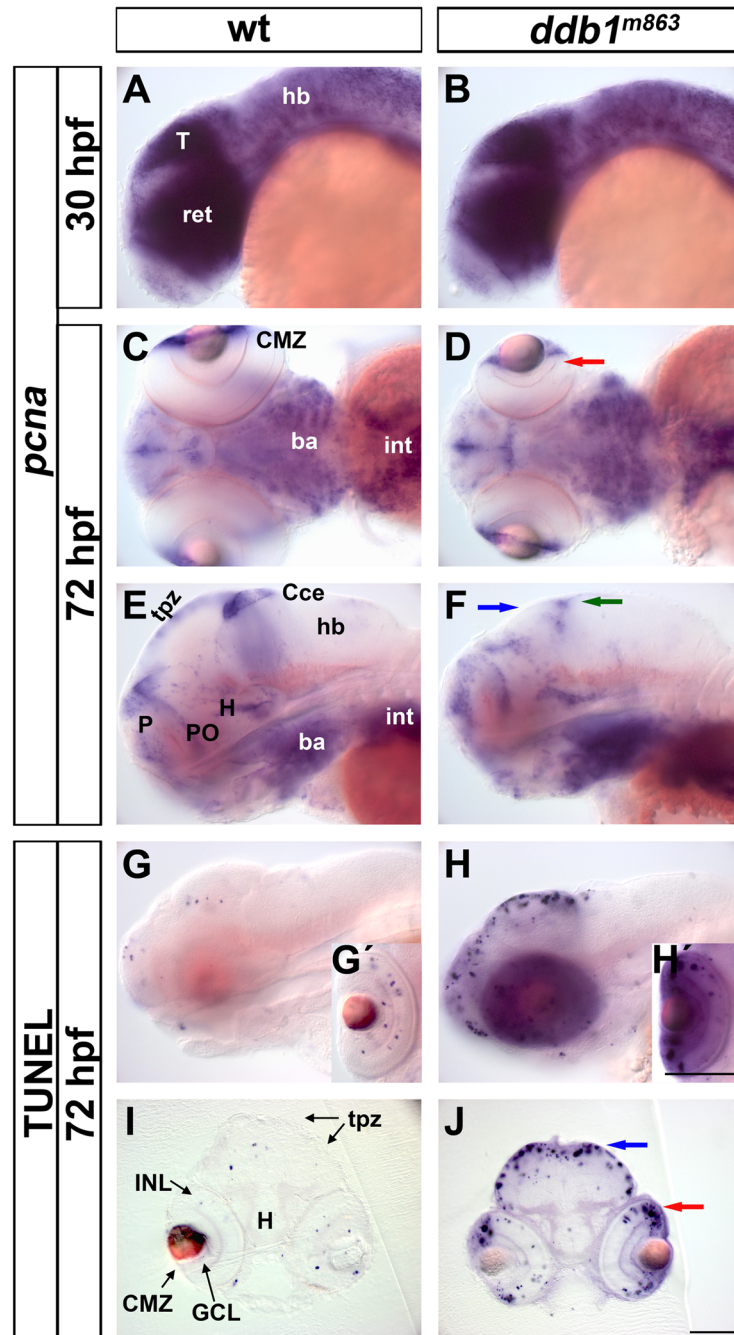 wt
ddb1m863
pcna
30 hpf
A
hb
T
ret
B
72 hpf
C
CMZ
ba
int
D
E
tpz
Cce
hb
P
PO
H
ba
int
F
TUNEL
72 hpf
G
G´
H
H´
I
tpz
INL
H
CMZ
GCL
J